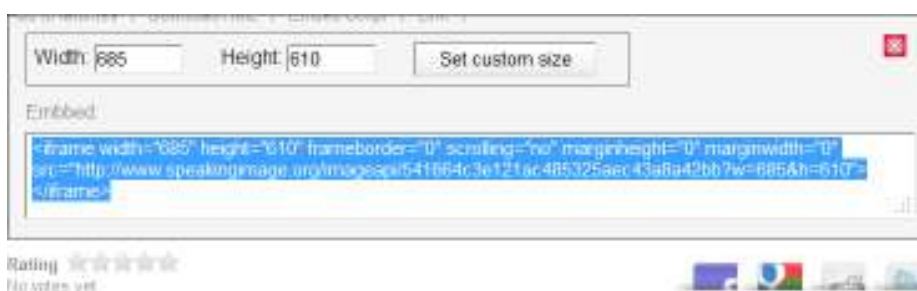 Width: 685 Height: 610 Set custom size
Embbed:
<iframe width="685" height="610" frameborder="0" scrolling="no" marginheight="0" marginwidth="0"
src="http://www.speakingimage.org/imageapi/541664c3e121ac485325aec43a8a42bb?w=685&h=610">
</iframe>
Rating
No votes yet